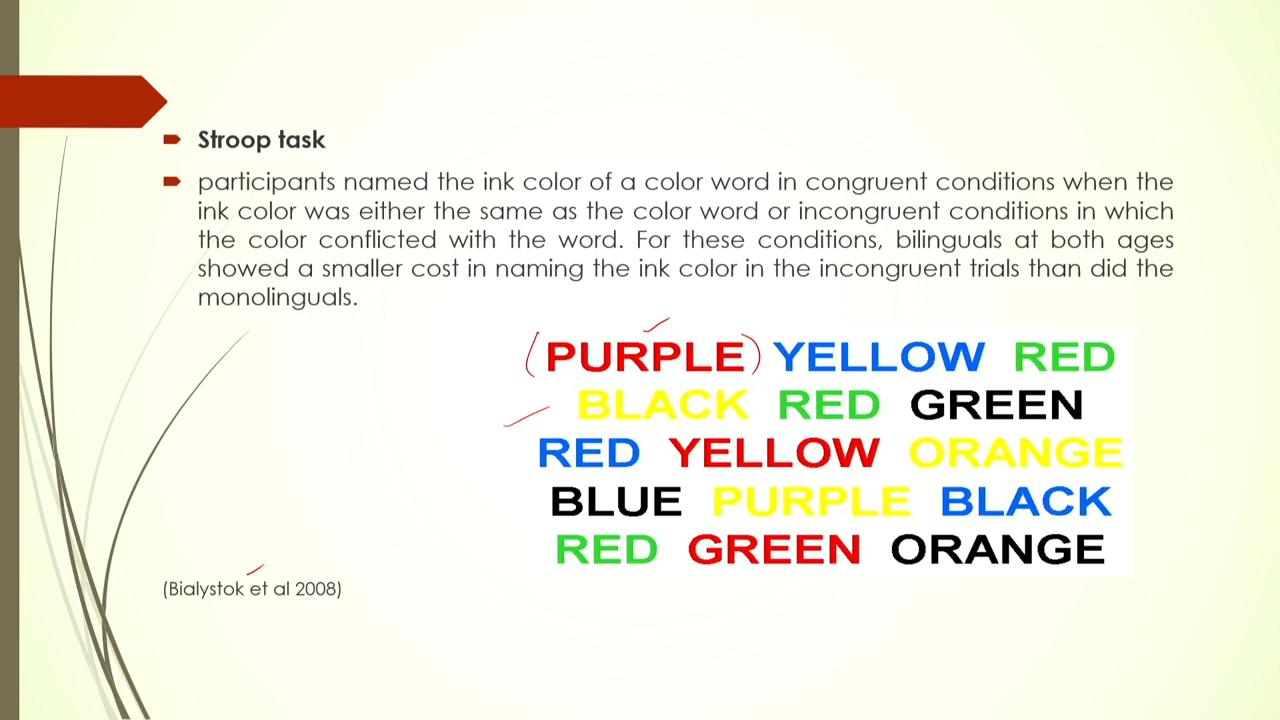 Stroop task
participants named the ink color of a color word in congruent conditions when the
ink color was either the same as the color word or incongruent conditions in which
the color conflicted with the word. For these conditions, bilinguals at both ages
showed a smaller cost in naming the ink color in the incongruent trials than did the
monolinguals.
(PURPLE) YELLOW RED
BLACK RED GREEN
RED YELLOW ORANGE
BLUE PURPLE BLACK
RED GREEN ORANGE
(Bialystok et al 2008)